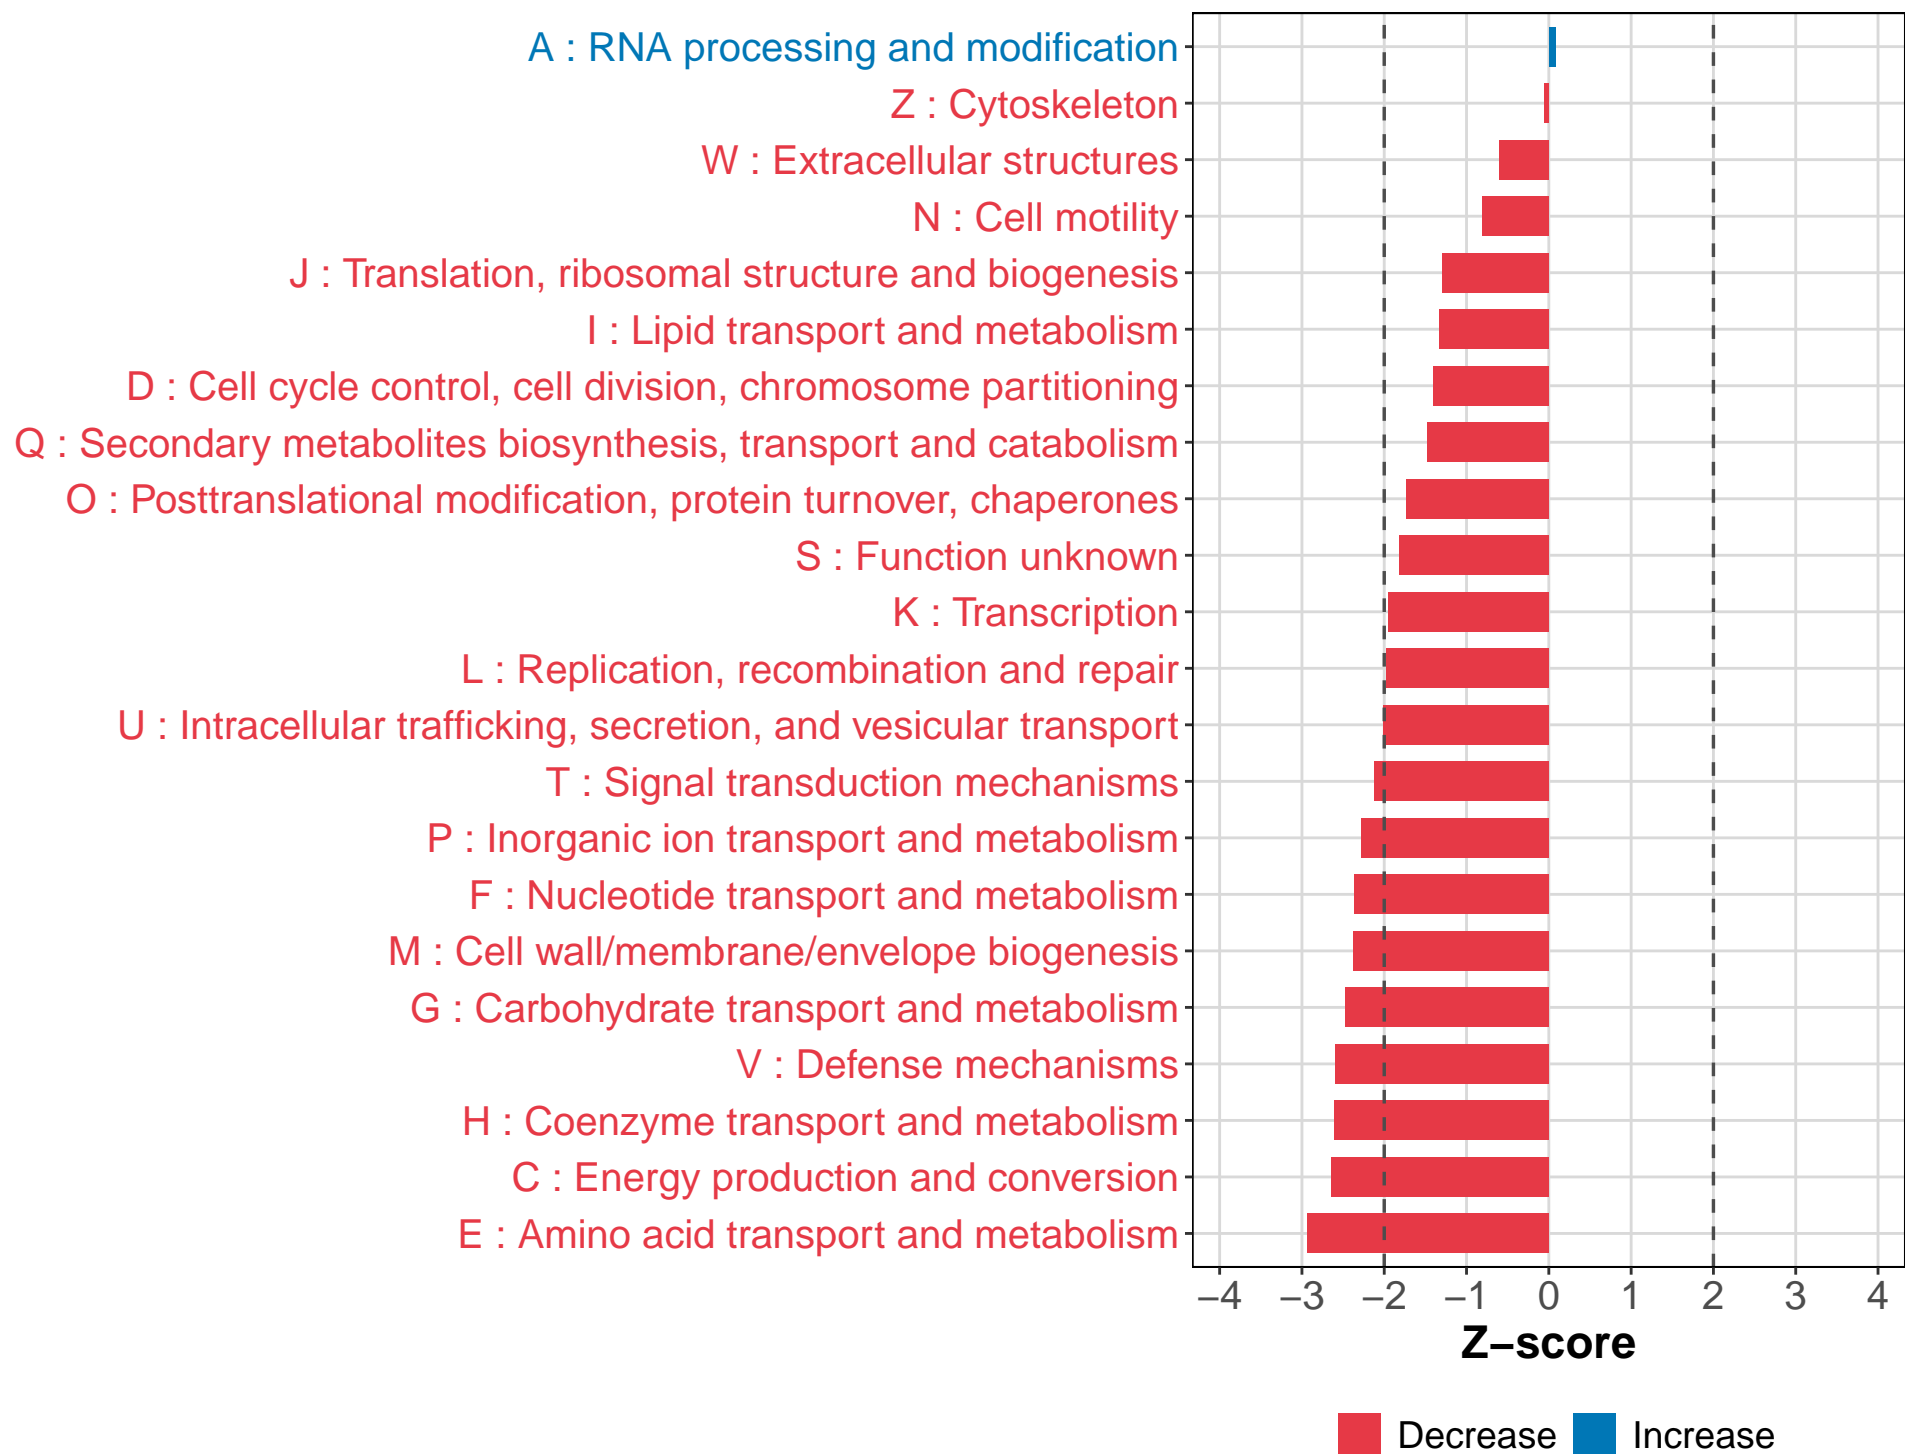 A : RNA processing and modification
Z : Cytoskeleton
W : Extracellular structures
N : Cell motility
J : Translation, ribosomal structure and biogenesis
I : Lipid transport and metabolism
D : Cell cycle control, cell division, chromosome partitioning
Q : Secondary metabolites biosynthesis, transport and catabolism
O : Posttranslational modification, protein turnover, chaperones
S : Function unknown
K : Transcription
L : Replication, recombination and repair
U : Intracellular trafficking, secretion, and vesicular transport
T : Signal transduction mechanisms
P : Inorganic ion transport and metabolism
F : Nucleotide transport and metabolism
M : Cell wall/membrane/envelope biogenesis
G : Carbohydrate transport and metabolism
V : Defense mechanisms
H : Coenzyme transport and metabolism
C : Energy production and conversion
E : Amino acid transport and metabolism
−4 −3 −2 −1 0 1 2 3 4
Z−score
Decrease Increase